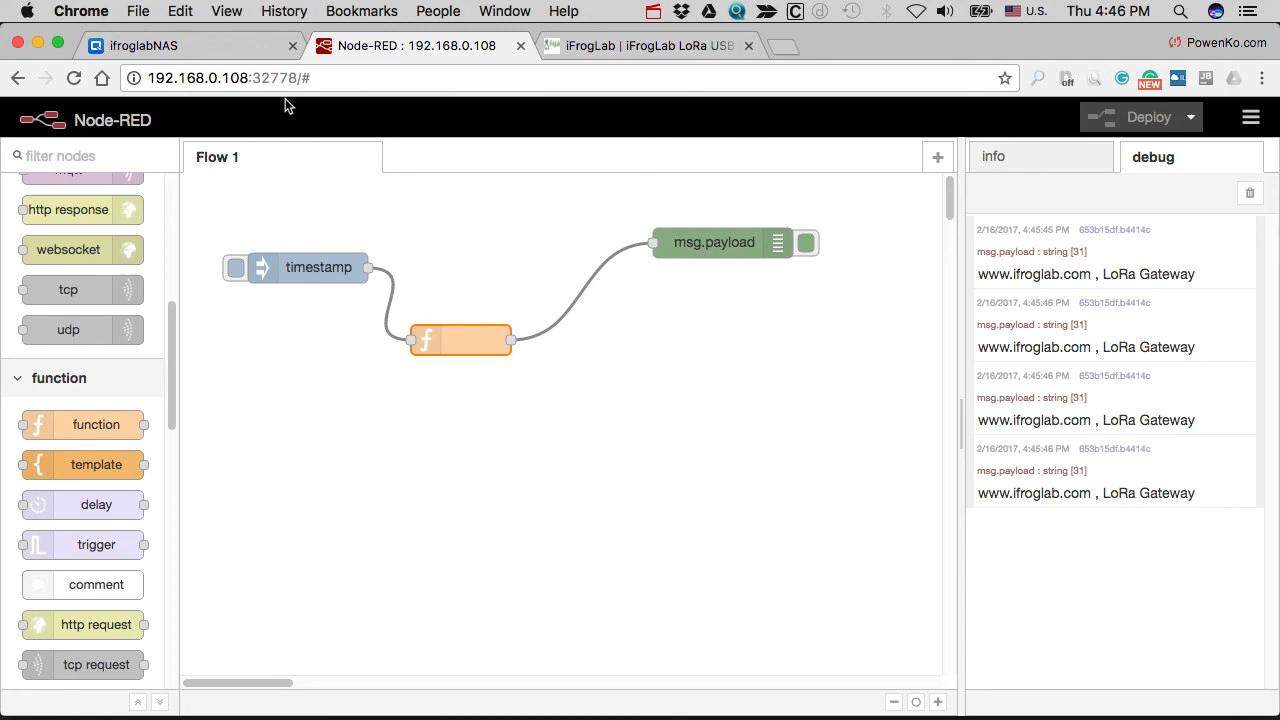 Chrome File Edit View History Bookmarks People Window Help U.S. Thu 4:46 PM
ifroglabNAS
Node-RED : 192.168.0.108
iFrogLab | iFrogLab LoRa USB
PowenKo.com
192.168.0.108:32778/#
off
NEW
JB
Node-RED
Deploy
filter nodes
Flow 1
info
debug
http response
websocket
tcp
udp
function
function
template
delay
trigger
comment
http request
tcp request
timestamp
msg.payload
2/16/2017, 4:45:45 PM 653b15df.b4414c
msg.payload : string [31]
www.ifroglab.com , LoRa Gateway
2/16/2017, 4:45:46 PM 653b15df.b4414c
msg.payload : string [31]
www.ifroglab.com , LoRa Gateway
2/16/2017, 4:45:46 PM 653b15df.b4414c
msg.payload : string [31]
www.ifroglab.com , LoRa Gateway
2/16/2017, 4:45:46 PM 653b15df.b4414c
msg.payload : string [31]
www.ifroglab.com , LoRa Gateway